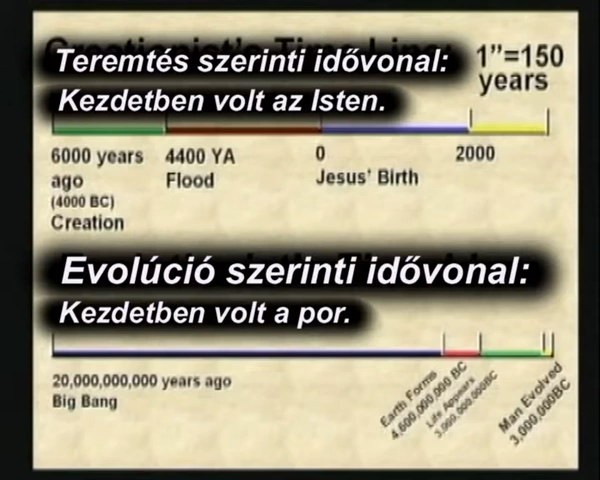 Teremtés szerinti idővonal:
1”=150
years
Kezdetben volt az Isten.
6000 years
ago
(4000 BC)
Creation
4400 YA
Flood
0
Jesus’ Birth
2000
Evolúció szerinti idővonal:
Kezdetben volt a por.
20,000,000,000 years ago
Big Bang
Earth Forms
4,600,000,000 BC
Life Appears
3,000,000,000BC
Man Evolved
3,000,000BC